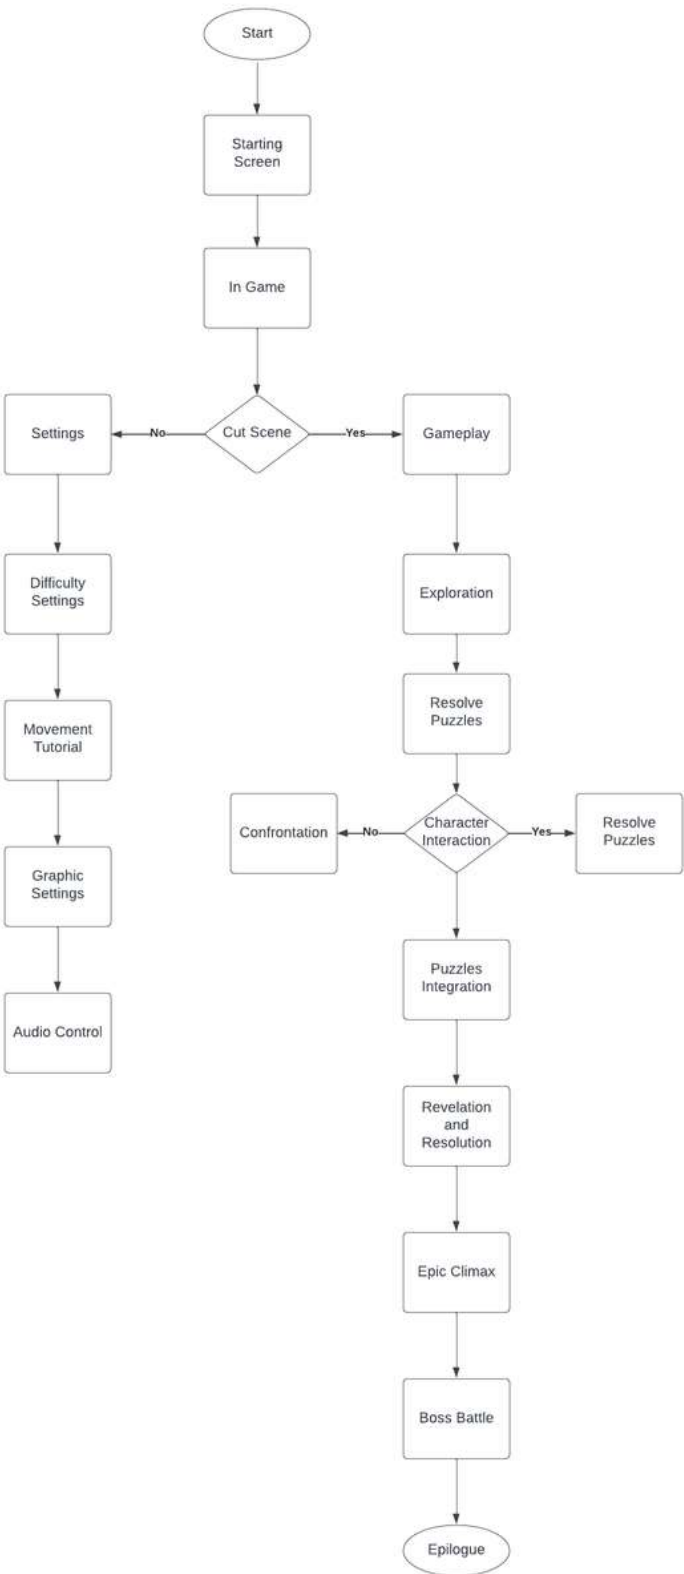 Start
Starting
Screen
In Game
Settings
No
Cut Scene
Yes
Gameplay
Difficulty
Settings
Exploration
Movement
Tutorial
Resolve
Puzzles
Confrontation
No
Character
Interaction
Yes
Resolve
Puzzles
Graphic
Settings
Puzzles
Integration
Audio Control
Revelation
and
Resolution
Epic Climax
Boss Battle
Epilogue